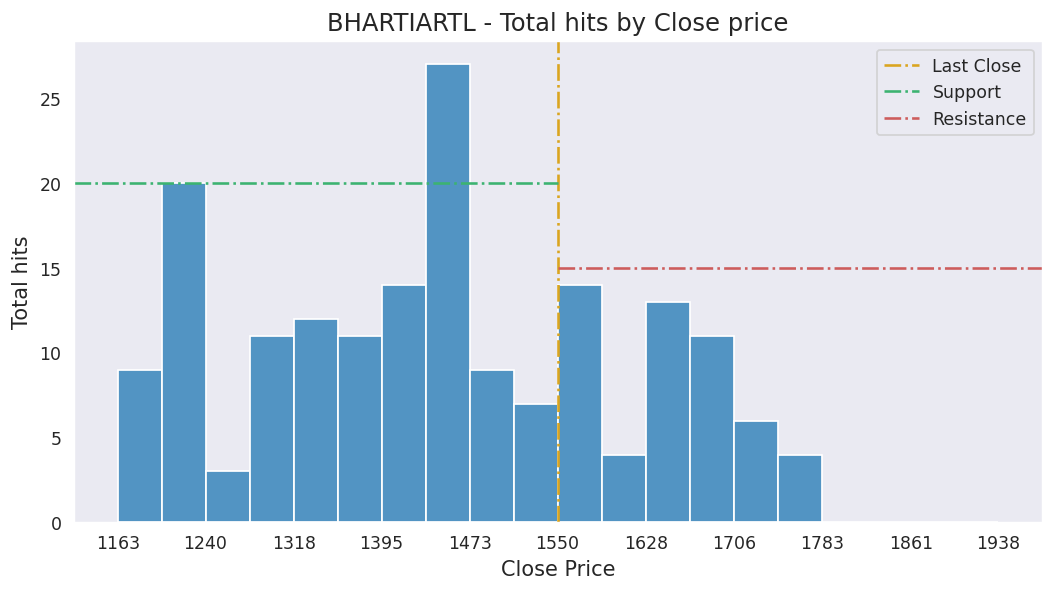 BHARTIARTL - Total hits by Close price
Last Close
Support
Resistance
Total hits
25
20
15
10
5
0
1163 1240 1318 1395 1473 1550 1628 1706 1783 1861 1938
Close Price